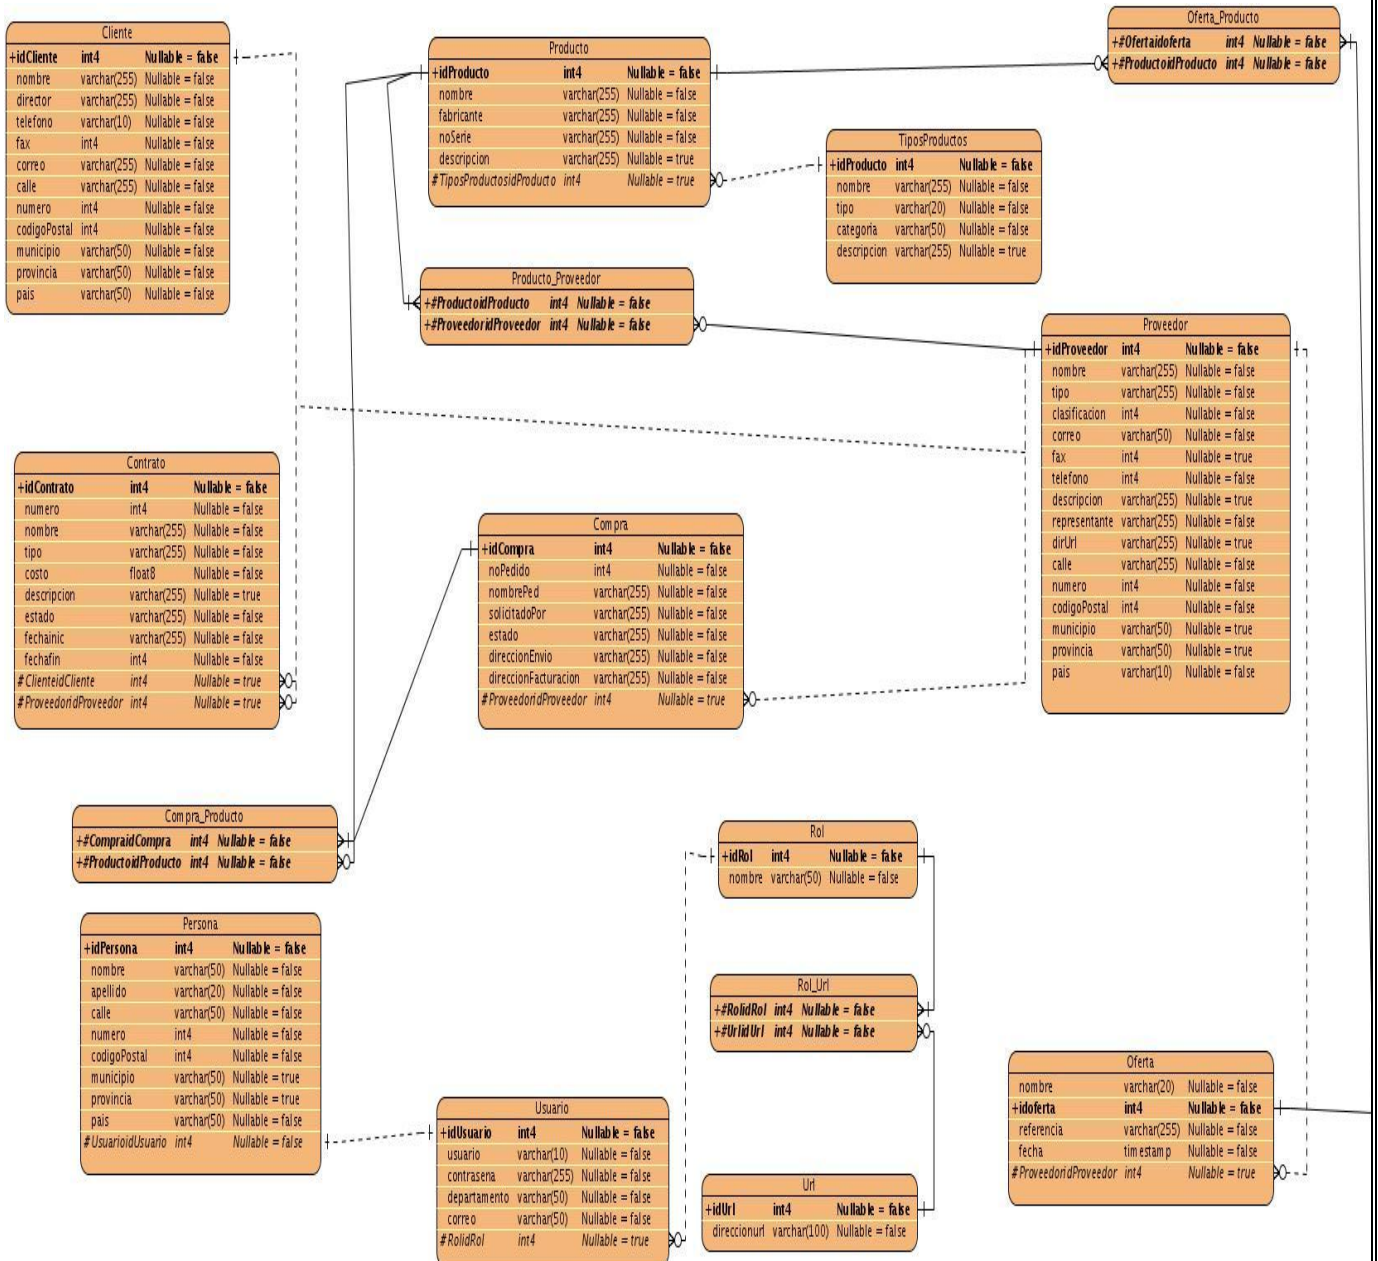 Cliente
+idCliente int4 Nullable = false
nombre varchar(255) Nullable = false
director varchar(255) Nullable = false
telefono varchar(10) Nullable = false
fax int4 Nullable = false
correo varchar(255) Nullable = false
calle varchar(255) Nullable = false
numero int4 Nullable = false
codigoPostal int4 Nullable = false
municipio varchar(50) Nullable = false
provincia varchar(50) Nullable = false
pais varchar(50) Nullable = false
Producto
+idProducto int4 Nullable = false
nombre varchar(255) Nullable = false
fabricante varchar(255) Nullable = false
noSerie varchar(255) Nullable = false
descripcion varchar(255) Nullable = true
#TiposProductosidProducto int4 Nullable = true
Oferta_Producto
+#Ofertaidoferta int4 Nullable = false
+#ProductoidProducto int4 Nullable = false
TiposProductos
+idProducto int4 Nullable = false
nombre varchar(255) Nullable = false
tipo varchar(20) Nullable = false
categoria varchar(50) Nullable = false
descripcion varchar(255) Nullable = true
Producto_Proveedor
+#ProductoidProducto int4 Nullable = false
+#ProveedoridProveedor int4 Nullable = false
Proveedor
+idProveedor int4 Nullable = false
nombre varchar(255) Nullable = false
tipo varchar(255) Nullable = false
clasificacion int4 Nullable = false
correo varchar(50) Nullable = false
fax int4 Nullable = true
telefono int4 Nullable = false
descripcion varchar(255) Nullable = true
representante varchar(255) Nullable = false
dirUrl varchar(255) Nullable = true
calle varchar(255) Nullable = false
numero int4 Nullable = false
codigoPostal int4 Nullable = false
municipio varchar(50) Nullable = true
provincia varchar(50) Nullable = true
pais varchar(10) Nullable = false
Contrato
+idContrato int4 Nullable = false
numero int4 Nullable = false
nombre varchar(255) Nullable = false
tipo varchar(255) Nullable = false
costo float8 Nullable = false
descripcion varchar(255) Nullable = true
estado varchar(255) Nullable = false
fechainic varchar(255) Nullable = false
fechafin int4 Nullable = false
#ClienteidCliente int4 Nullable = true
#ProveedoridProveedor int4 Nullable = true
Compra
+idCompra int4 Nullable = false
noPedido int4 Nullable = false
nombrePed varchar(255) Nullable = false
solicitadoPor varchar(255) Nullable = false
estado varchar(255) Nullable = false
direccionEnvio varchar(255) Nullable = false
direccionFacturacion varchar(255) Nullable = false
#ProveedoridProveedor int4 Nullable = true
Compra_Producto
+#CompraidCompra int4 Nullable = false
+#ProductoidProducto int4 Nullable = false
Rol
+idRol int4 Nullable = false
nombre varchar(50) Nullable = false
Persona
+idPersona int4 Nullable = false
nombre varchar(50) Nullable = false
apellido varchar(20) Nullable = false
calle varchar(50) Nullable = false
numero int4 Nullable = false
codigoPostal int4 Nullable = false
municipio varchar(50) Nullable = true
provincia varchar(50) Nullable = true
pais varchar(50) Nullable = false
#UsuarioidUsuario int4 Nullable = false
Rol_Url
+#RolidRol int4 Nullable = false
+#UrlidUrl int4 Nullable = false
Oferta
nombre varchar(20) Nullable = false
+idoferta int4 Nullable = false
referencia varchar(255) Nullable = false
fecha timestamp Nullable = false
#ProveedoridProveedor int4 Nullable = true
Usuario
+idUsuario int4 Nullable = false
usuario varchar(10) Nullable = false
contrasena varchar(255) Nullable = false
departamento varchar(50) Nullable = false
correo varchar(50) Nullable = false
#RolidRol int4 Nullable = true
Url
+idUrl int4 Nullable = false
direccionurl varchar(100) Nullable = false